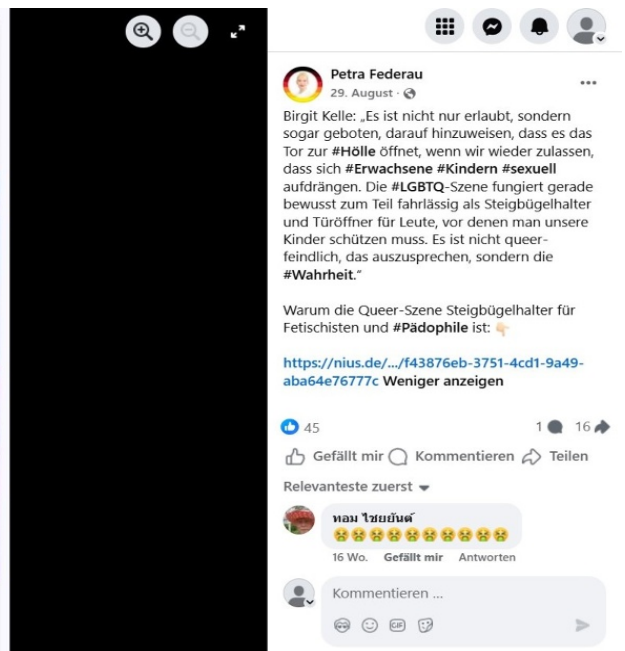 Petra Federau
29. August ·
Birgit Kelle: „Es ist nicht nur erlaubt, sondern
sogar geboten, darauf hinzuweisen, dass es das
Tor zur #Hölle öffnet, wenn wir wieder zulassen,
dass sich #Erwachsene #Kindern #sexuell
aufdrängen. Die #LGBTQ-Szene fungiert gerade
bewusst zum Teil fahrlässig als Steigbügelhalter
und Türöffner für Leute, vor denen man unsere
Kinder schützen muss. Es ist nicht queer-
feindlich, das auszusprechen, sondern die
#Wahrheit.“
Warum die Queer-Szene Steigbügelhalter für
Fetischisten und #Pädophile ist: 👇🏻
https://nius.de/.../f43876eb-3751-4cd1-9a49-
aba64e76777c Weniger anzeigen
45 1 16
Gefällt mir Kommentieren Teilen
Relevanteste zuerst
ทอม ไชยยันต์
🤮🤮🤮🤮🤮🤮🤮🤮🤮🤮
16 Wo. Gefällt mir Antworten
Kommentieren ...
GIF